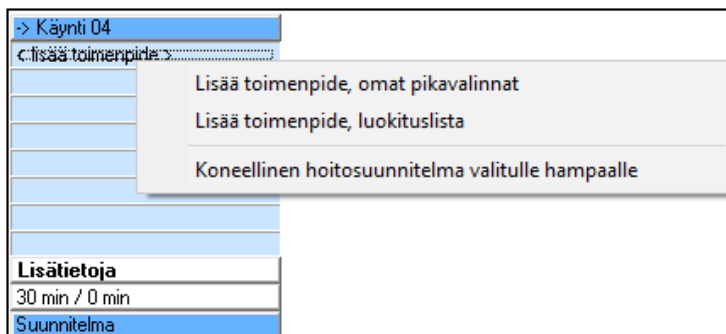 -> Käynti 04
< lisää toimenpide >
Lisää toimenpide, omat pikavalinnat
Lisää toimenpide, luokituslista
Koneellinen hoitosuunnitelma valitulle hampaalle
Lisätietoja
30 min / 0 min
Suunnitelma